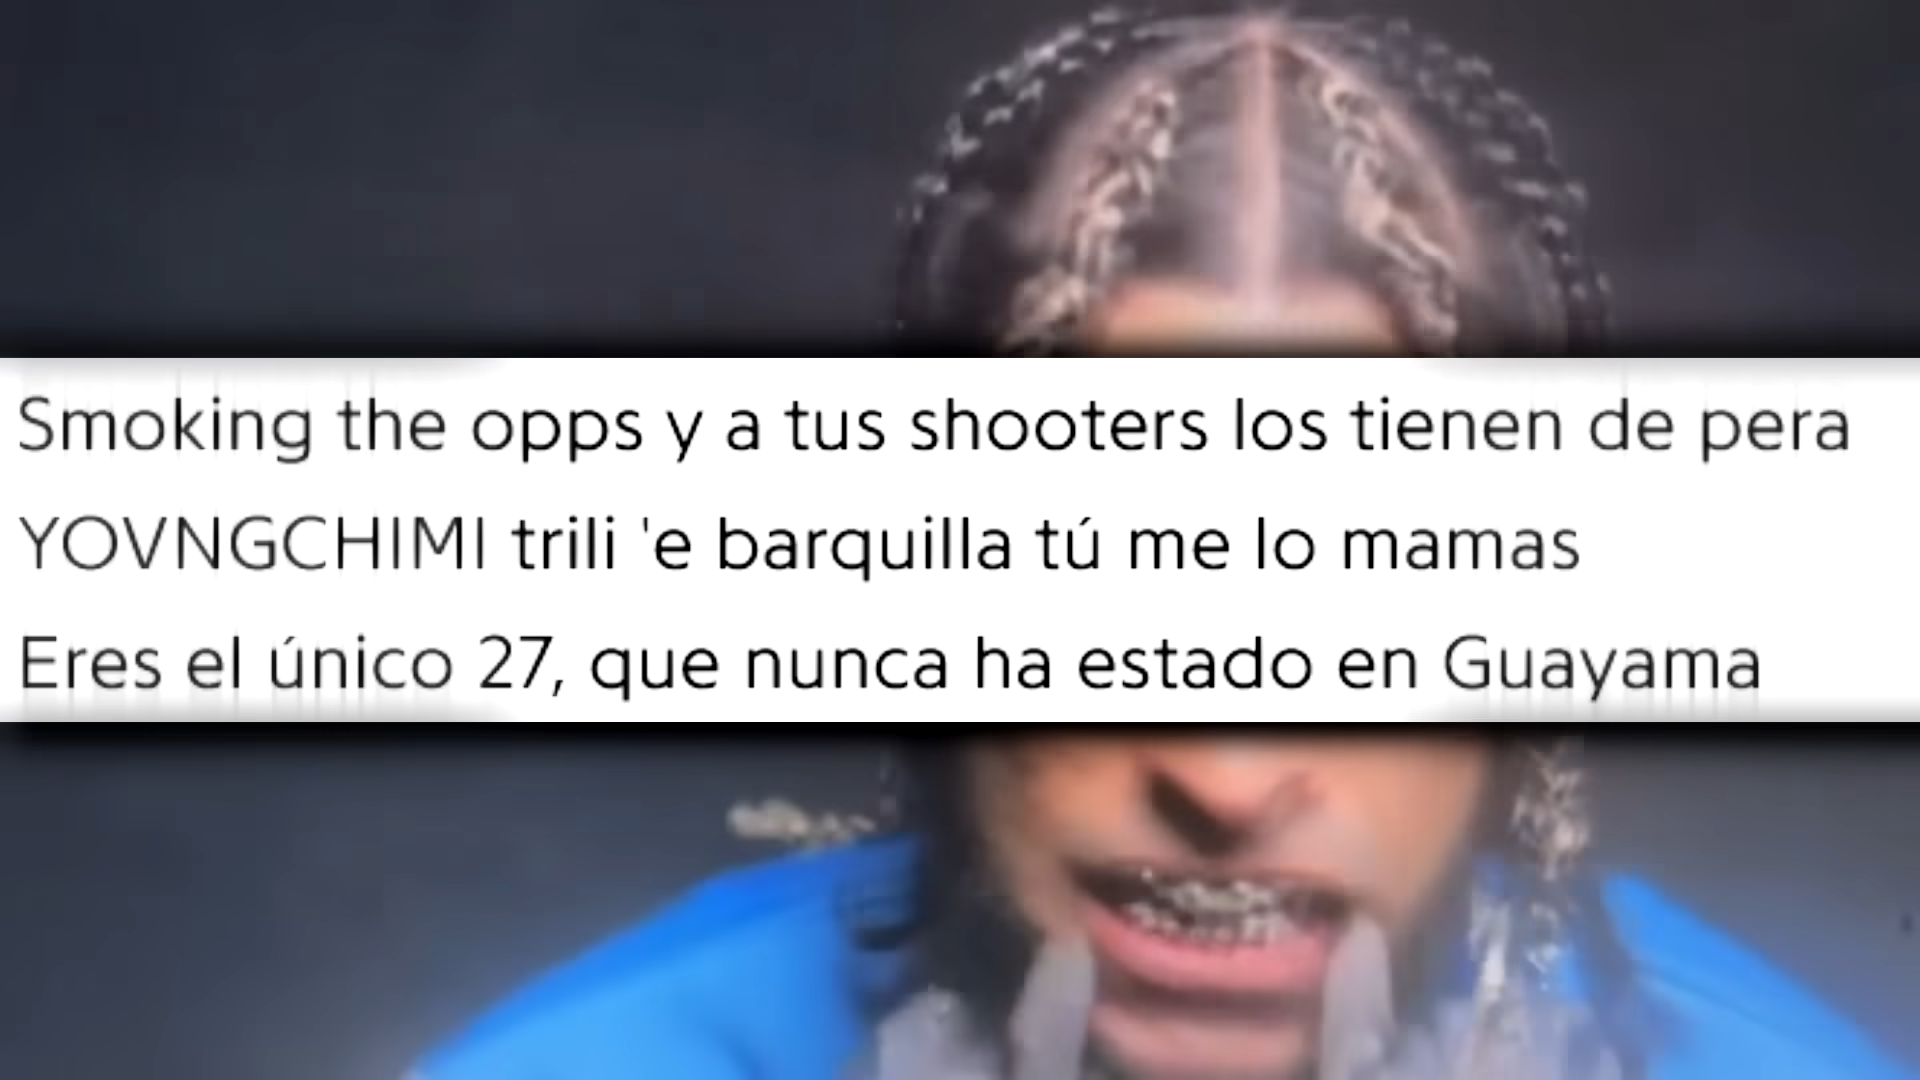 Smoking the opps y a tus shooters los tienen de pera
YOVNGCHIMI trili 'e barquilla tú me lo mamas
Eres el único 27, que nunca ha estado en Guayama